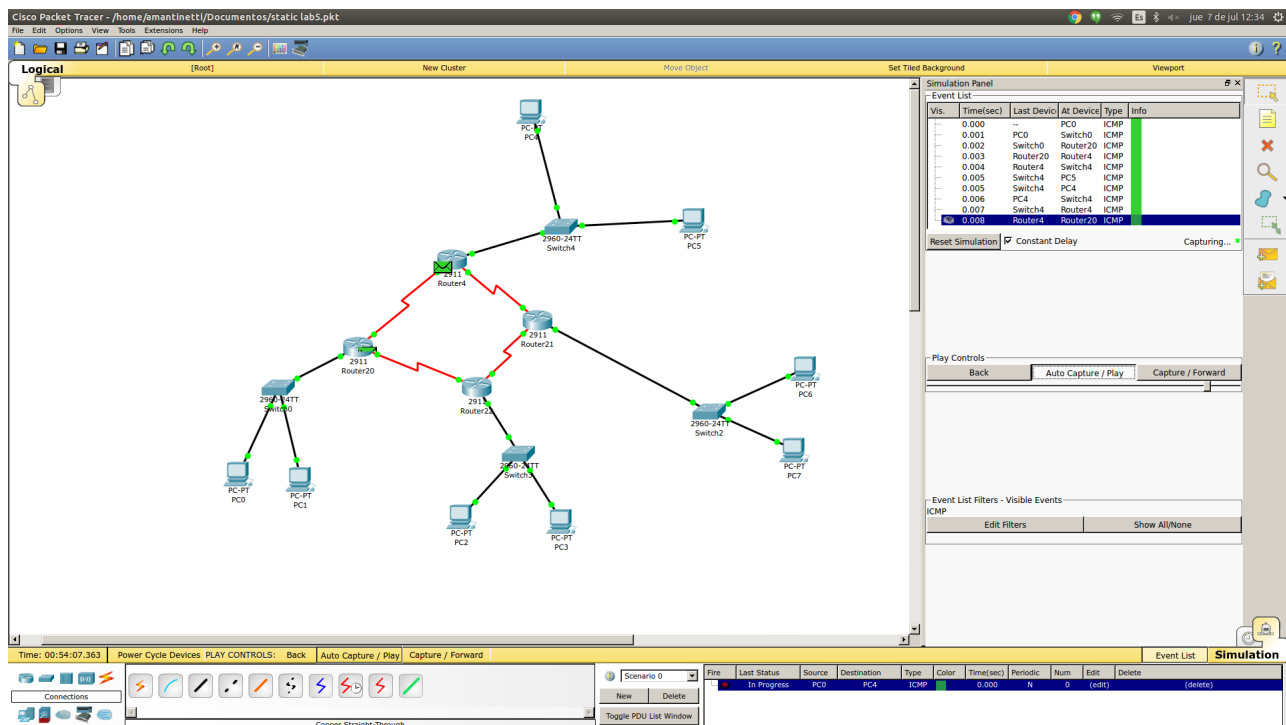 Cisco Packet Tracer - /home/amantinetti/Documentos/static lab5.pkt
Es jue 7 de jul 12:34
File Edit Options View Tools Extensions Help
i ?
Logical [Root] New Cluster Move Object Set Tiled Background Viewport
Simulation Panel
Event List
Vis. Time(sec) Last Devic At Device Type Info
0.000 -- PC0 ICMP
0.001 PC0 Switch0 ICMP
0.002 Switch0 Router20 ICMP
0.003 Router20 Router4 ICMP
0.004 Router4 Switch4 ICMP
0.005 Switch4 PC5 ICMP
0.005 Switch4 PC4 ICMP
0.006 PC4 Switch4 ICMP
0.007 Switch4 Router4 ICMP
0.008 Router4 Router20 ICMP
Reset Simulation Constant Delay Capturing... *
Play Controls
Back Auto Capture / Play Capture / Forward
Event List Filters - Visible Events
ICMP
Edit Filters Show All/None
PC-PT
PC4
PC-PT
PC5
2960-24TT
Switch4
2911
Router4
2911
Router21
2911
Router20
2911
Router22
2960-24TT
Switch0
2960-24TT
Switch2
2960-24TT
Switch3
PC-PT
PC6
PC-PT
PC7
PC-PT
PC0
PC-PT
PC1
PC-PT
PC2
PC-PT
PC3
Time: 00:54:07.363 Power Cycle Devices PLAY CONTROLS: Back Auto Capture / Play Capture / Forward Event List Simulation
Connections
Copper Straight-Through
Scenario 0
New Delete
Toggle PDU List Window
Fire Last Status Source Destination Type Color Time(sec) Periodic Num Edit Delete
In Progress PC0 PC4 ICMP 0.000 N 0 (edit) (delete)